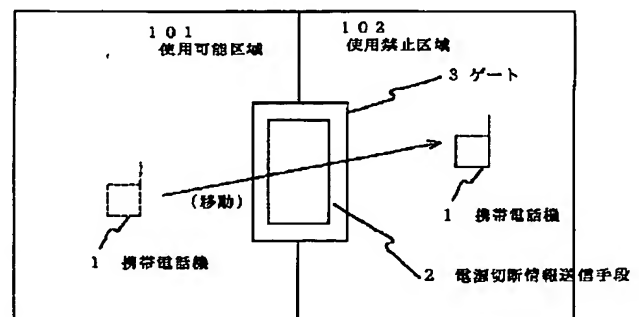 １０１
使用可能区域
１０２
使用禁止区域
３ ゲート
(移動)
１ 携帯電話機
１ 携帯電話機
２ 電源切断情報送信手段